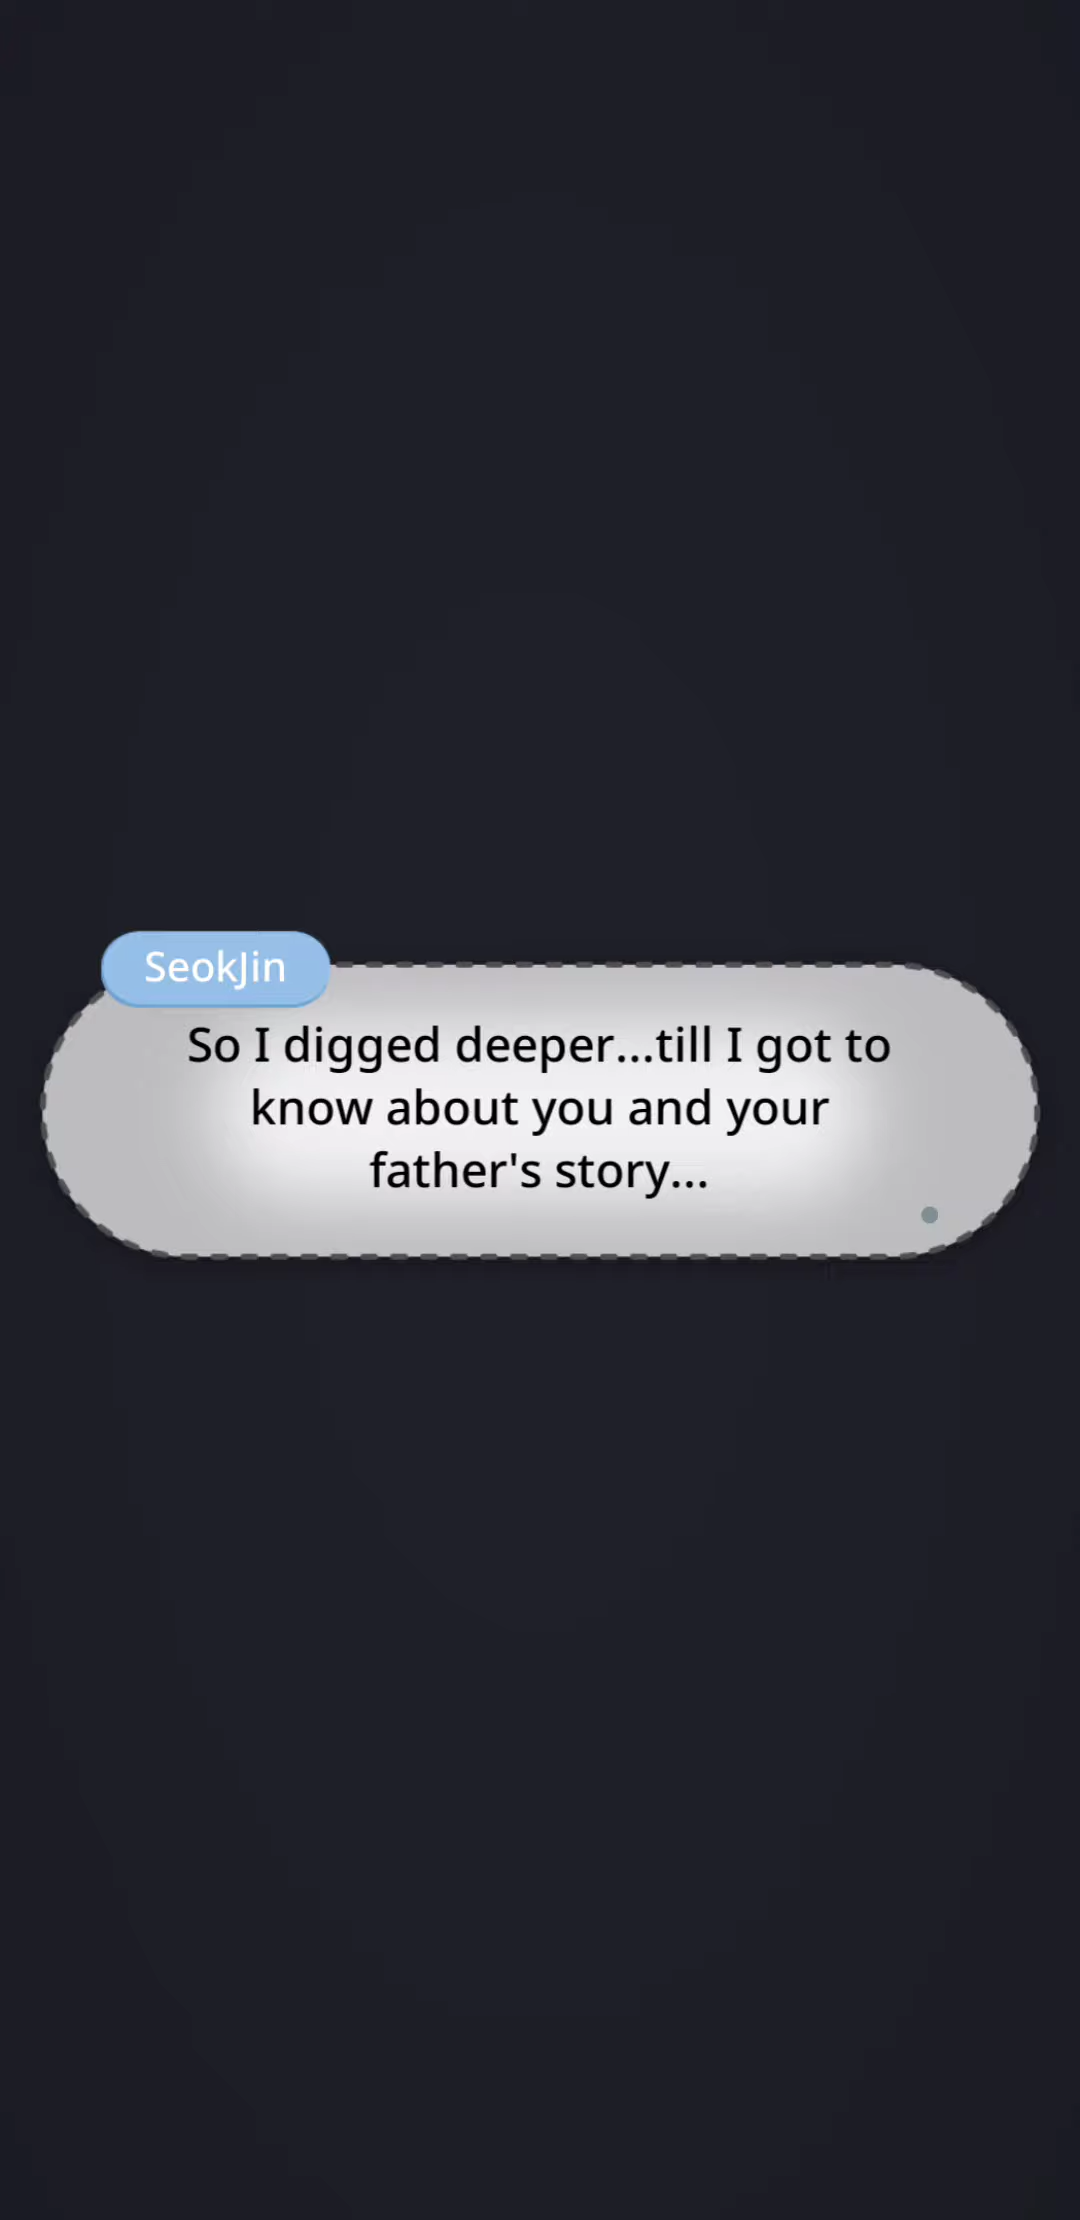 SeokJin
So I digged deeper...till I got to
know about you and your
father's story...